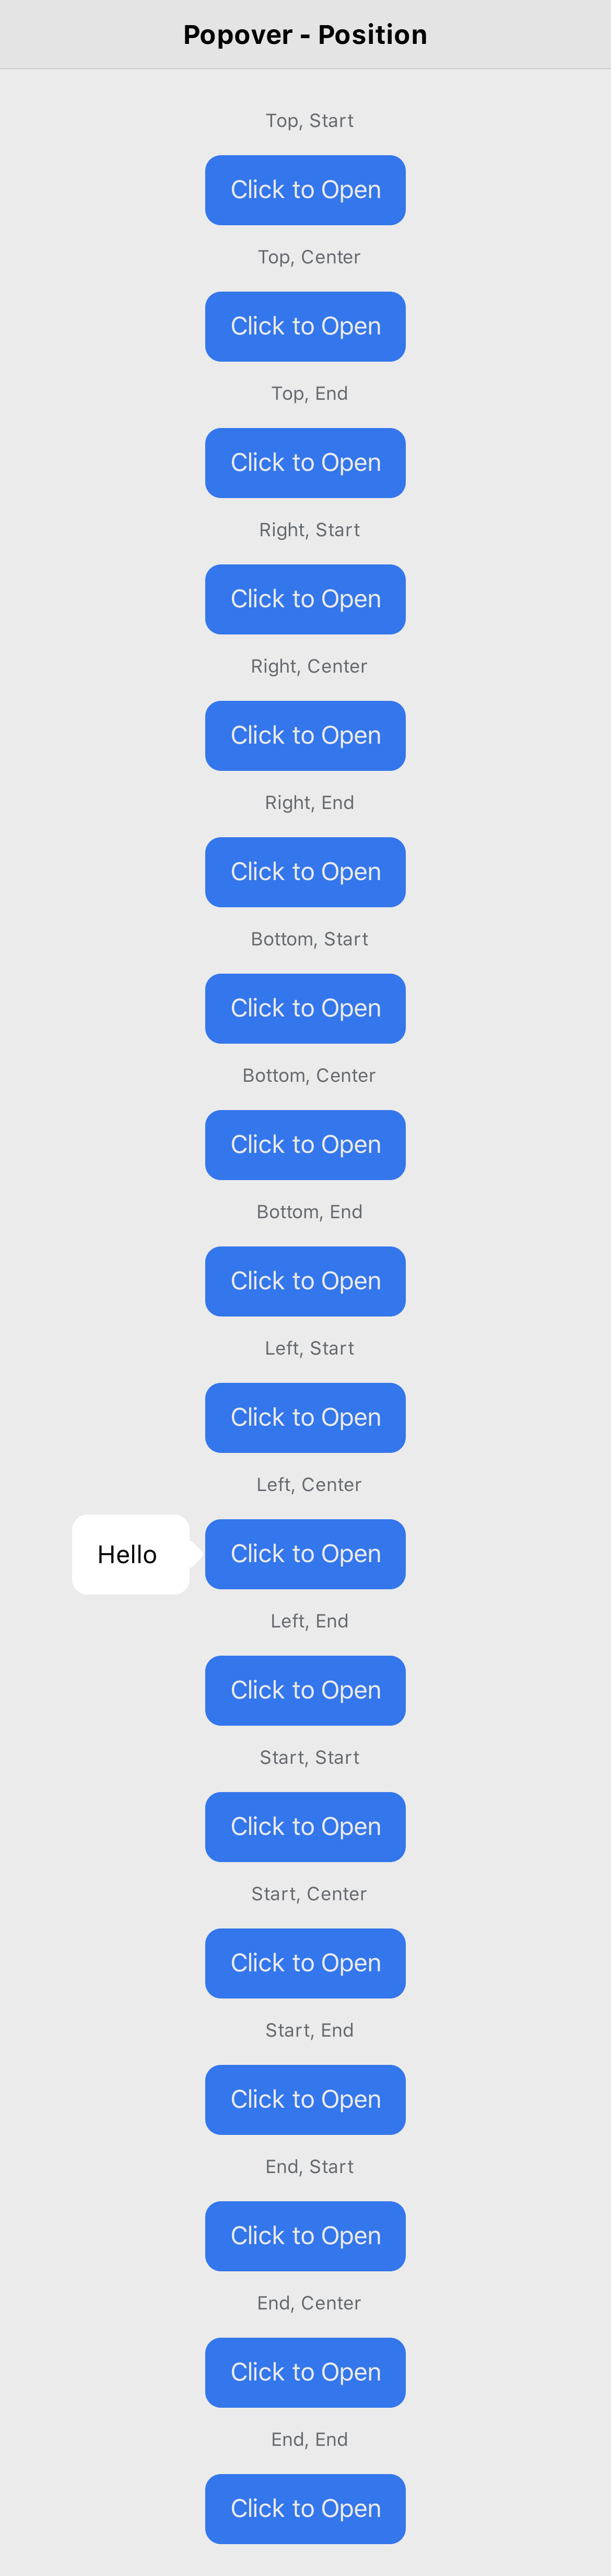 Popover - Position
Top, Start
Click to Open
Top, Center
Click to Open
Top, End
Click to Open
Right, Start
Click to Open
Right, Center
Click to Open
Right, End
Click to Open
Bottom, Start
Click to Open
Bottom, Center
Click to Open
Bottom, End
Click to Open
Left, Start
Click to Open
Left, Center
Hello
Click to Open
Left, End
Click to Open
Start, Start
Click to Open
Start, Center
Click to Open
Start, End
Click to Open
End, Start
Click to Open
End, Center
Click to Open
End, End
Click to Open